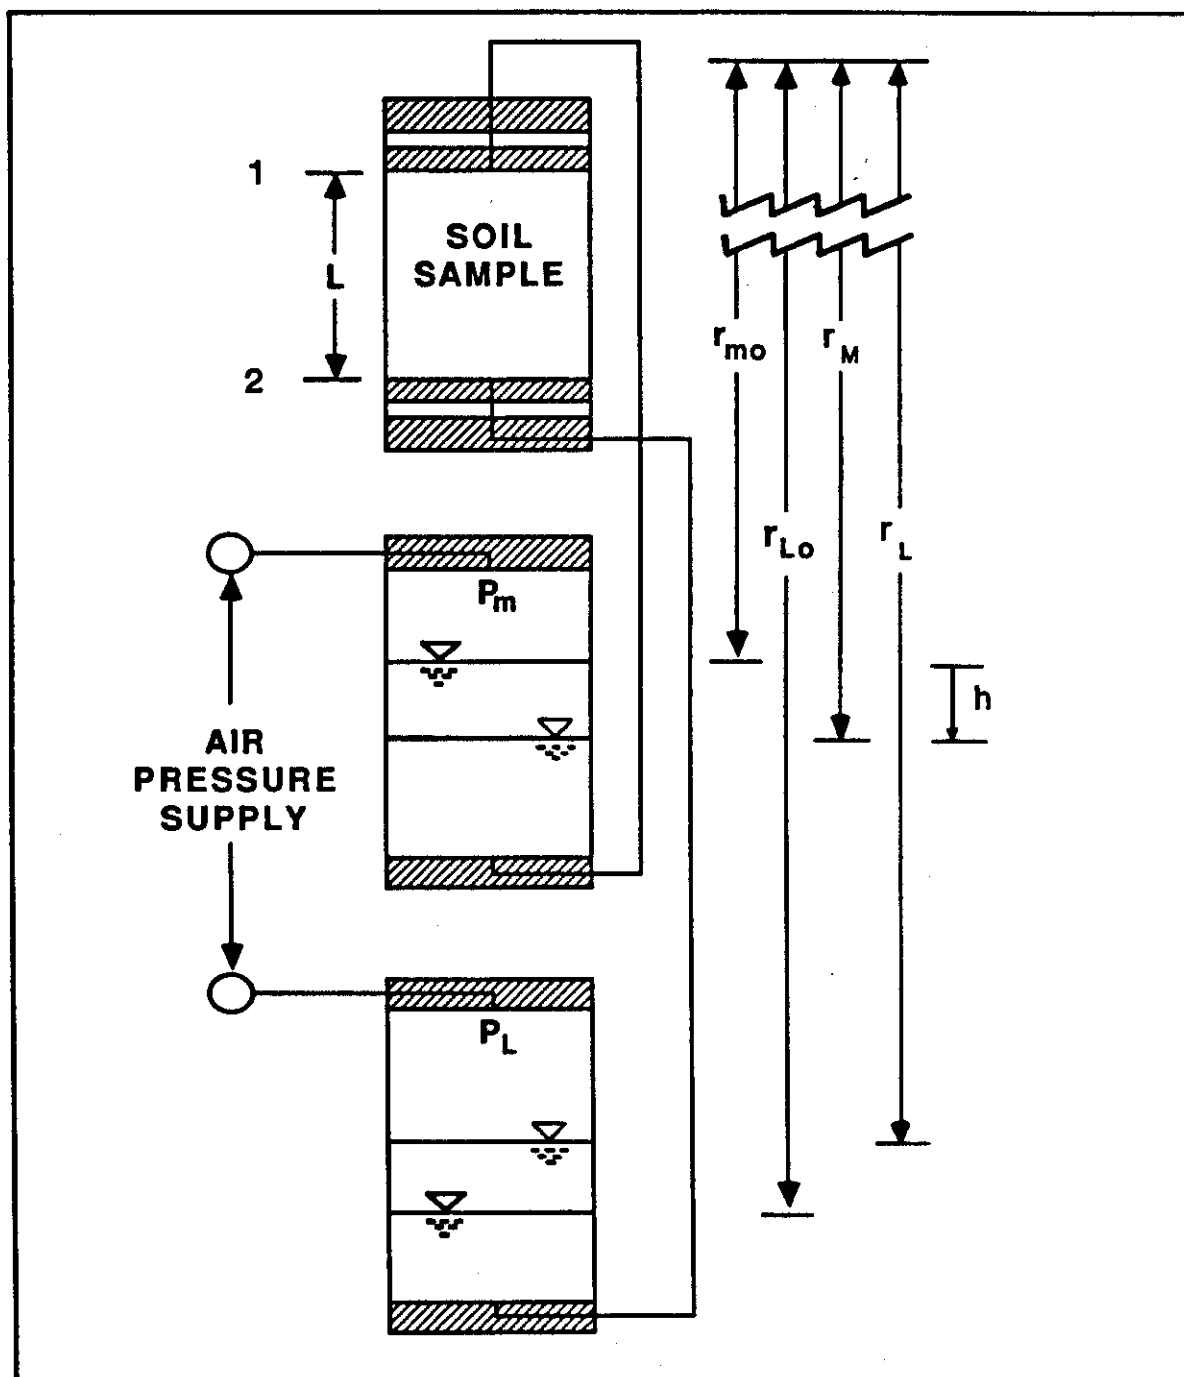 1
SOIL
SAMPLE
L
2
r_mo
r_M
r_Lo
r_L
P_m
h
AIR
PRESSURE
SUPPLY
P_L